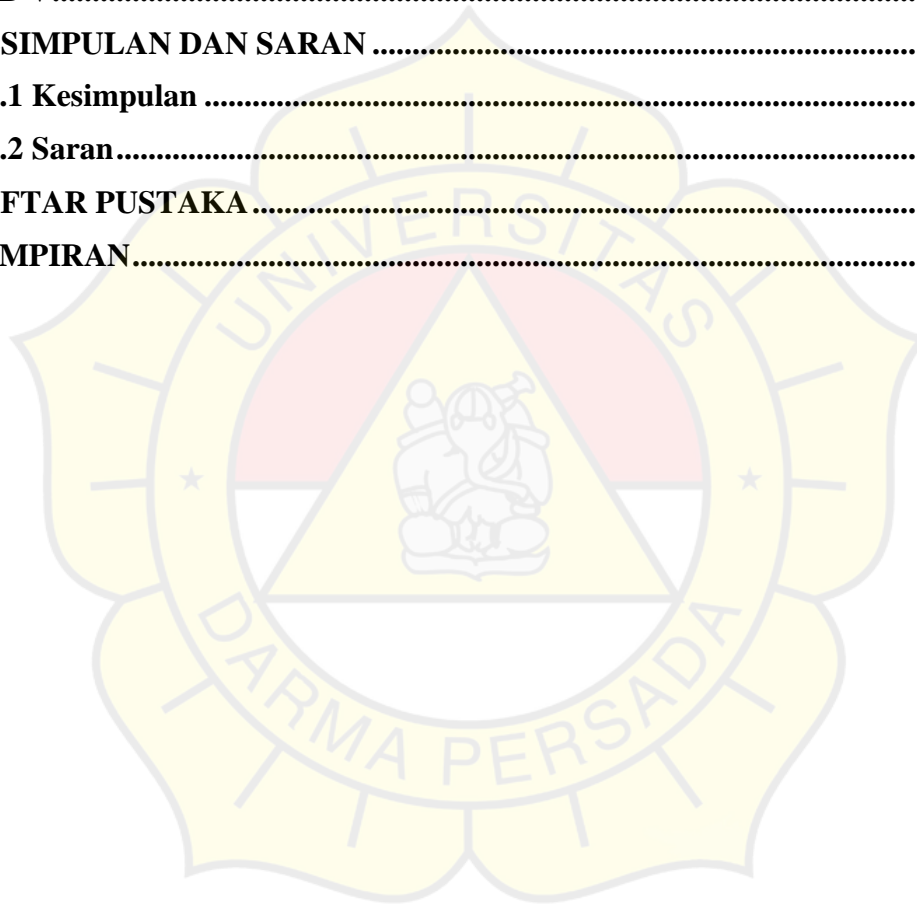 SIMPULAN DAN SARAN ....................................................................
.1 Kesimpulan .........................................................................................
.2 Saran....................................................................................................
FTAR PUSTAKA ...................................................................................
MPIRAN..................................................................................................
UNIVERSITAS
DARMA PERSADA